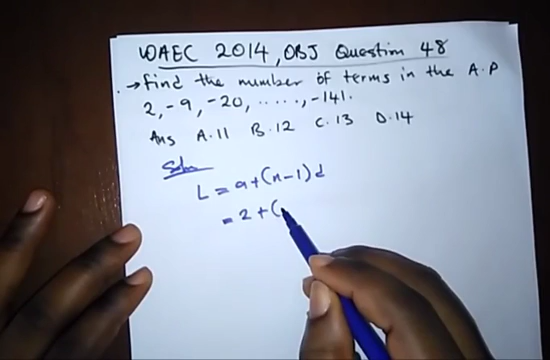 WAEC 2014, OBJ Question 48
→ find the number of terms in the A.P
2, -9, -20, ....., -141.
Ans A.11 B.12 C.13 D.14
Soln
L = a+(n-1)d
= 2+(